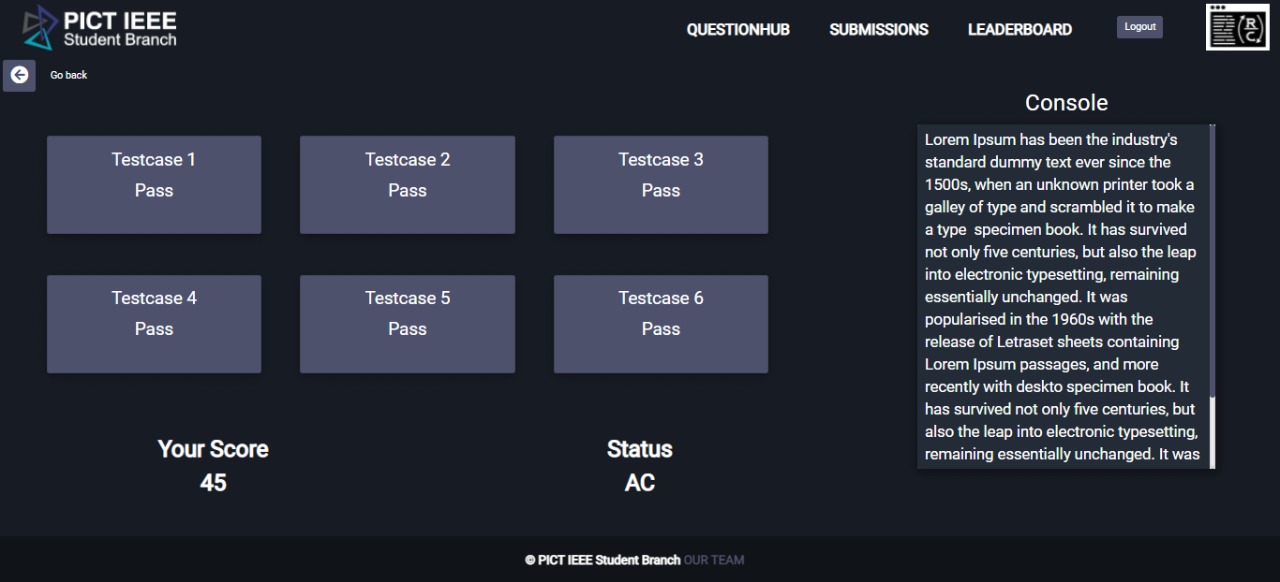 PICT IEEE
Student Branch
QUESTIONHUB
SUBMISSIONS
LEADERBOARD
Logout
RC
Go back
Testcase 1
Pass
Testcase 2
Pass
Testcase 3
Pass
Testcase 4
Pass
Testcase 5
Pass
Testcase 6
Pass
Your Score
45
Status
AC
Console
Lorem Ipsum has been the industry's
standard dummy text ever since the
1500s, when an unknown printer took a
galley of type and scrambled it to make
a type  specimen book. It has survived
not only five centuries, but also the leap
into electronic typesetting, remaining
essentially unchanged. It was
popularised in the 1960s with the
release of Letraset sheets containing
Lorem Ipsum passages, and more
recently with deskto specimen book. It
has survived not only five centuries, but
also the leap into electronic typesetting,
remaining essentially unchanged. It was
© PICT IEEE Student Branch OUR TEAM